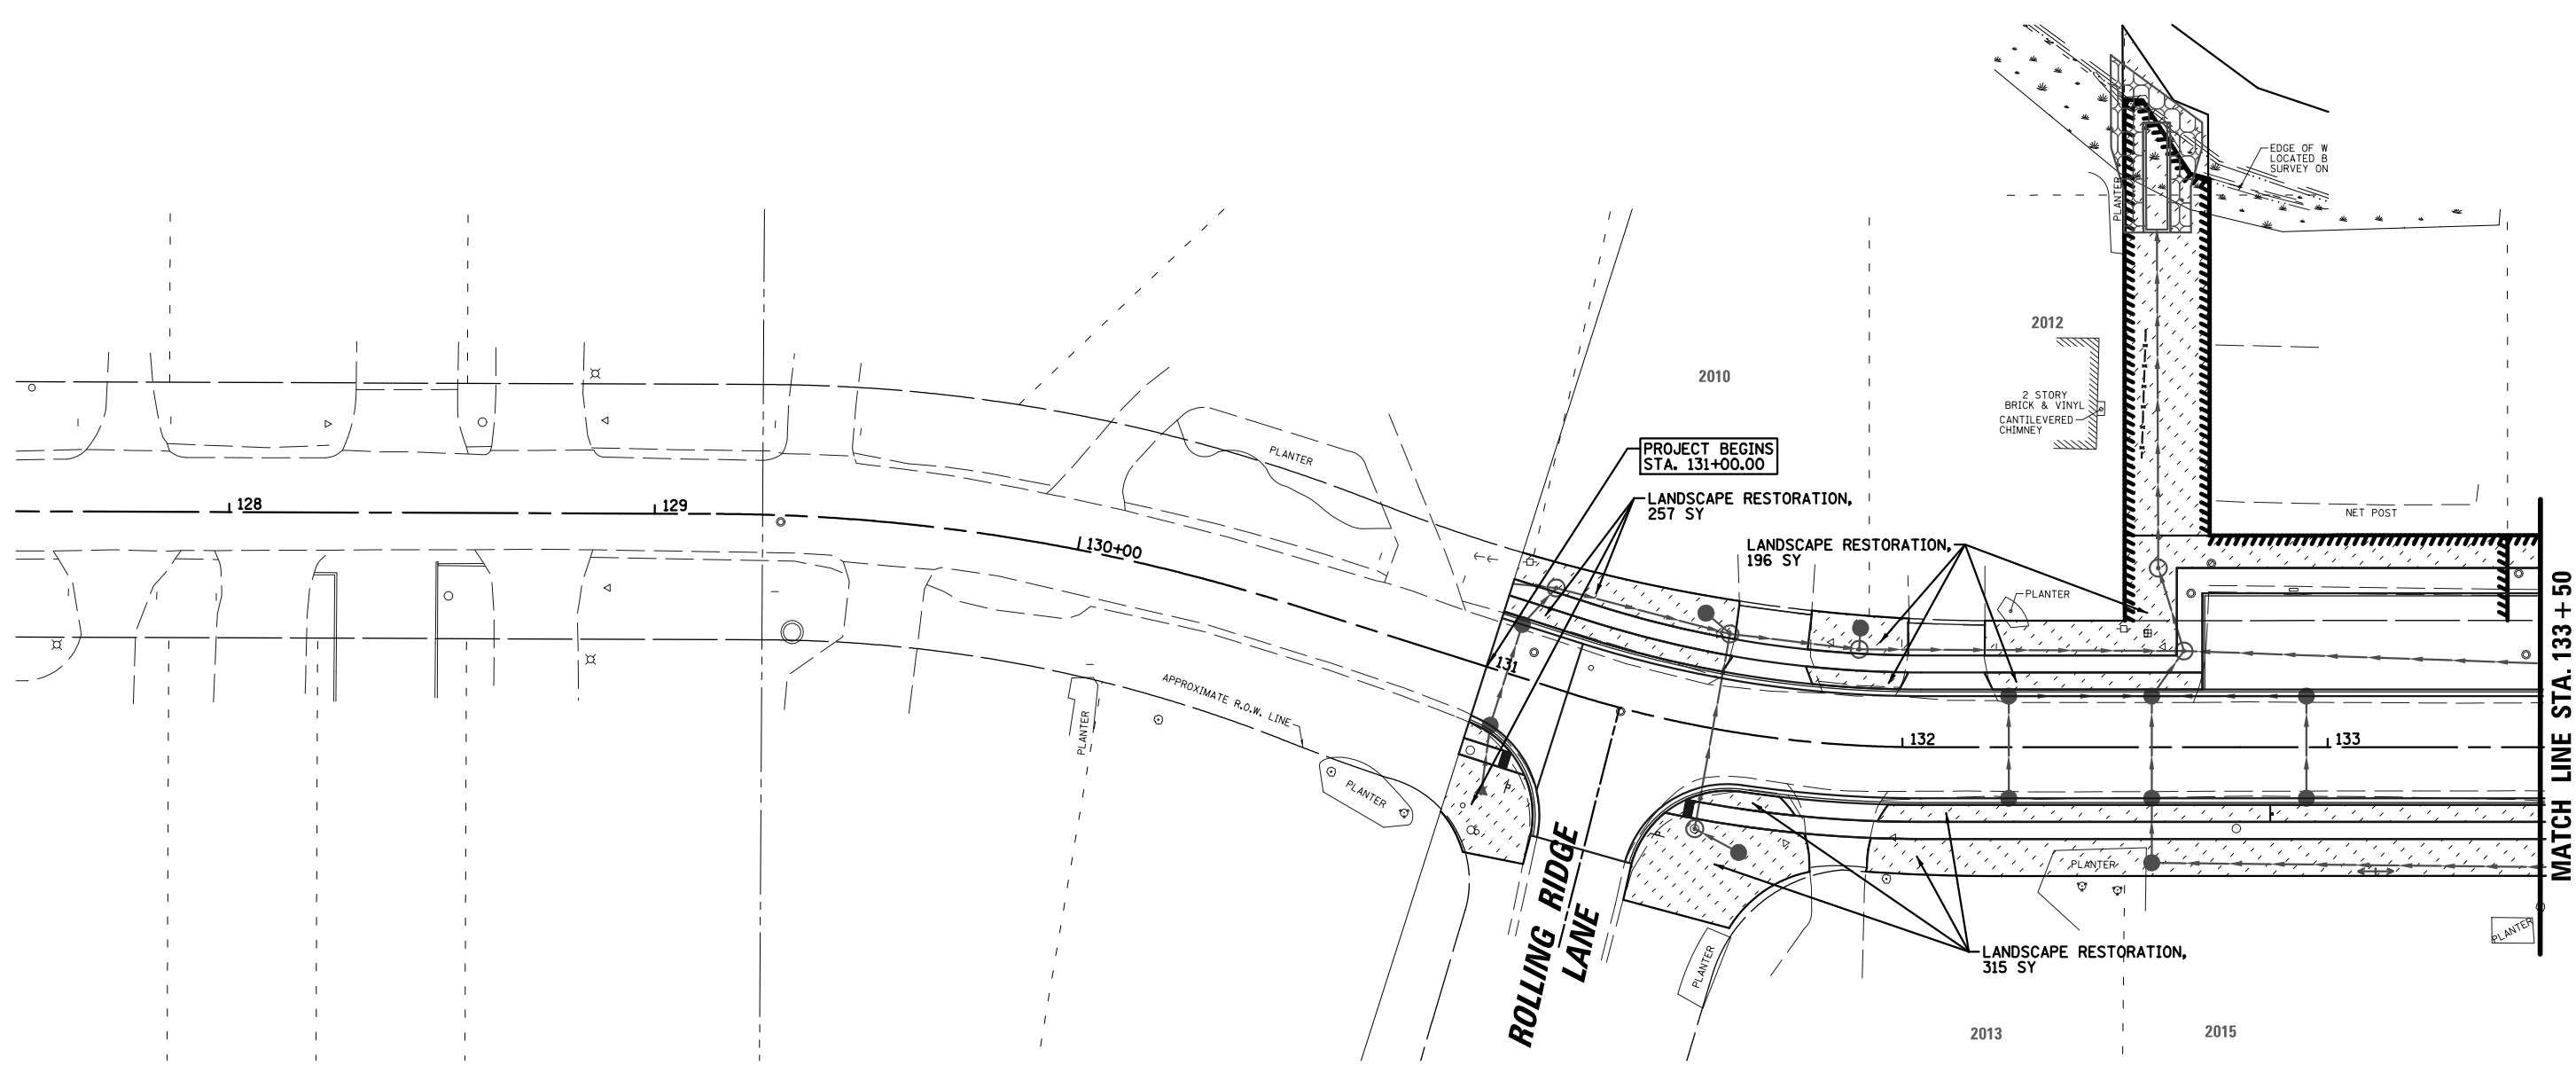 EDGE OF W
LOCATED B
SURVEY ON
PLANTER
2012
2010
2 STORY
BRICK & VINYL
CANTILEVERED
CHIMNEY
PROJECT BEGINS
STA. 131+00.00
PLANTER
LANDSCAPE RESTORATION,
257 SY
128
129
130+00
NET POST
LANDSCAPE RESTORATION,
196 SY
PLANTER
131
APPROXIMATE R.O.W. LINE
PLANTER
132
133
MATCH LINE STA. 133+50
PLANTER
PLANTER
ROLLING RIDGE
LANE
PLANTER
PLANTER
LANDSCAPE RESTORATION,
315 SY
2013
2015